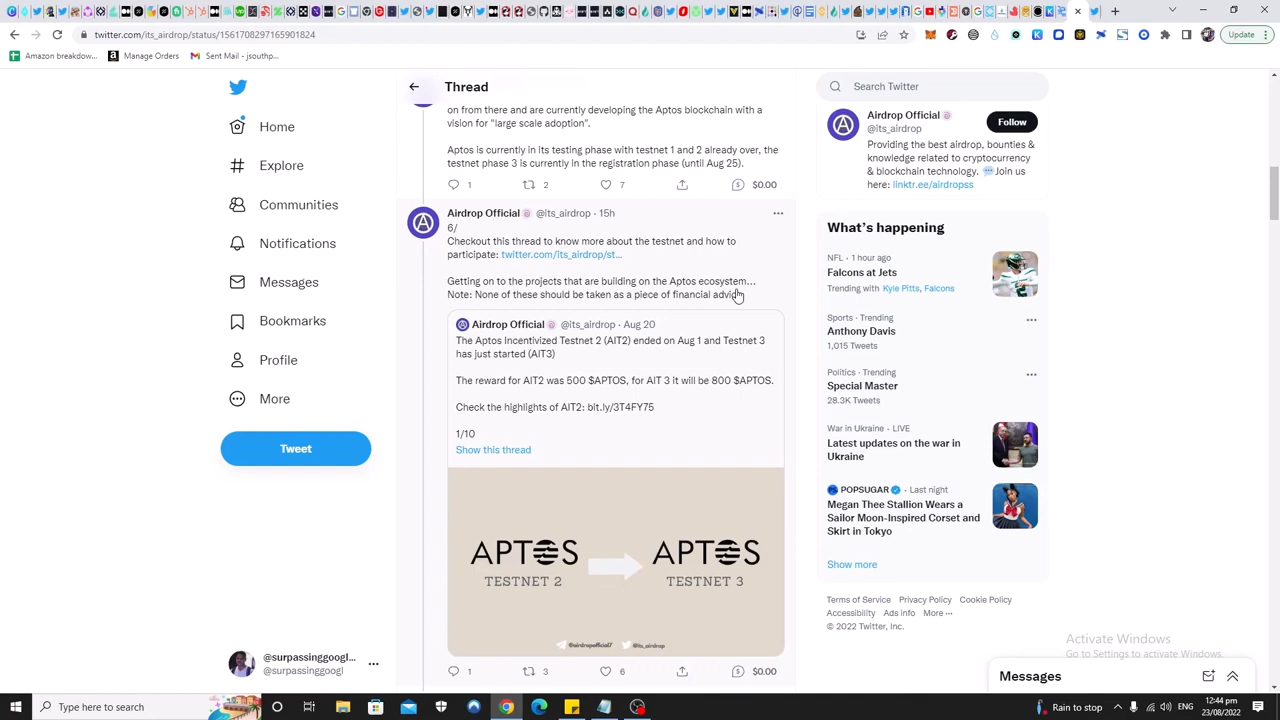 twitter.com/its_airdrop/status/1561708297165901824
Update
Amazon breakdow...
Manage Orders
Sent Mail - jsouthp...
Home
Explore
Communities
Notifications
Messages
Bookmarks
Profile
More
Tweet
@surpassinggoogl...
@surpassinggoogl
Thread
on from there and are currently developing the Aptos blockchain with a
vision for "large scale adoption".
Aptos is currently in its testing phase with testnet 1 and 2 already over, the
testnet phase 3 is currently in the registration phase (until Aug 25).
1 2 7 $0.00
Airdrop Official @its_airdrop · 15h
6/
Checkout this thread to know more about the testnet and how to
participate: twitter.com/its_airdrop/st...
Getting on to the projects that are building on the Aptos ecosystem...
Note: None of these should be taken as a piece of financial advice
Airdrop Official @its_airdrop · Aug 20
The Aptos Incentivized Testnet 2 (AIT2) ended on Aug 1 and Testnet 3
has just started (AIT3)
The reward for AIT2 was 500 $APTOS, for AIT 3 it will be 800 $APTOS.
Check the highlights of AIT2: bit.ly/3T4FY75
1/10
Show this thread
APTOS APTOS
TESTNET 2 TESTNET 3
@airdropofficial7 @its_airdrop
1 3 6 $0.00
Search Twitter
Airdrop Official
@its_airdrop
Follow
Providing the best airdrop, bounties &
knowledge related to cryptocurrency
& blockchain technology. Join us
here: linktr.ee/airdropss
What's happening
NFL · 1 hour ago
Falcons at Jets
Trending with Kyle Pitts, Falcons
Sports · Trending
Anthony Davis
1,015 Tweets
Politics · Trending
Special Master
28.3K Tweets
War in Ukraine · LIVE
Latest updates on the war in
Ukraine
POPSUGAR · Last night
Megan Thee Stallion Wears a
Sailor Moon-Inspired Corset and
Skirt in Tokyo
Show more
Terms of Service Privacy Policy Cookie Policy
Accessibility Ads info More ...
© 2022 Twitter, Inc.
Activate Windows
Go to Settings to activate Windows.
Messages
Type here to search
Rain to stop
12:44 pm
23/08/2022